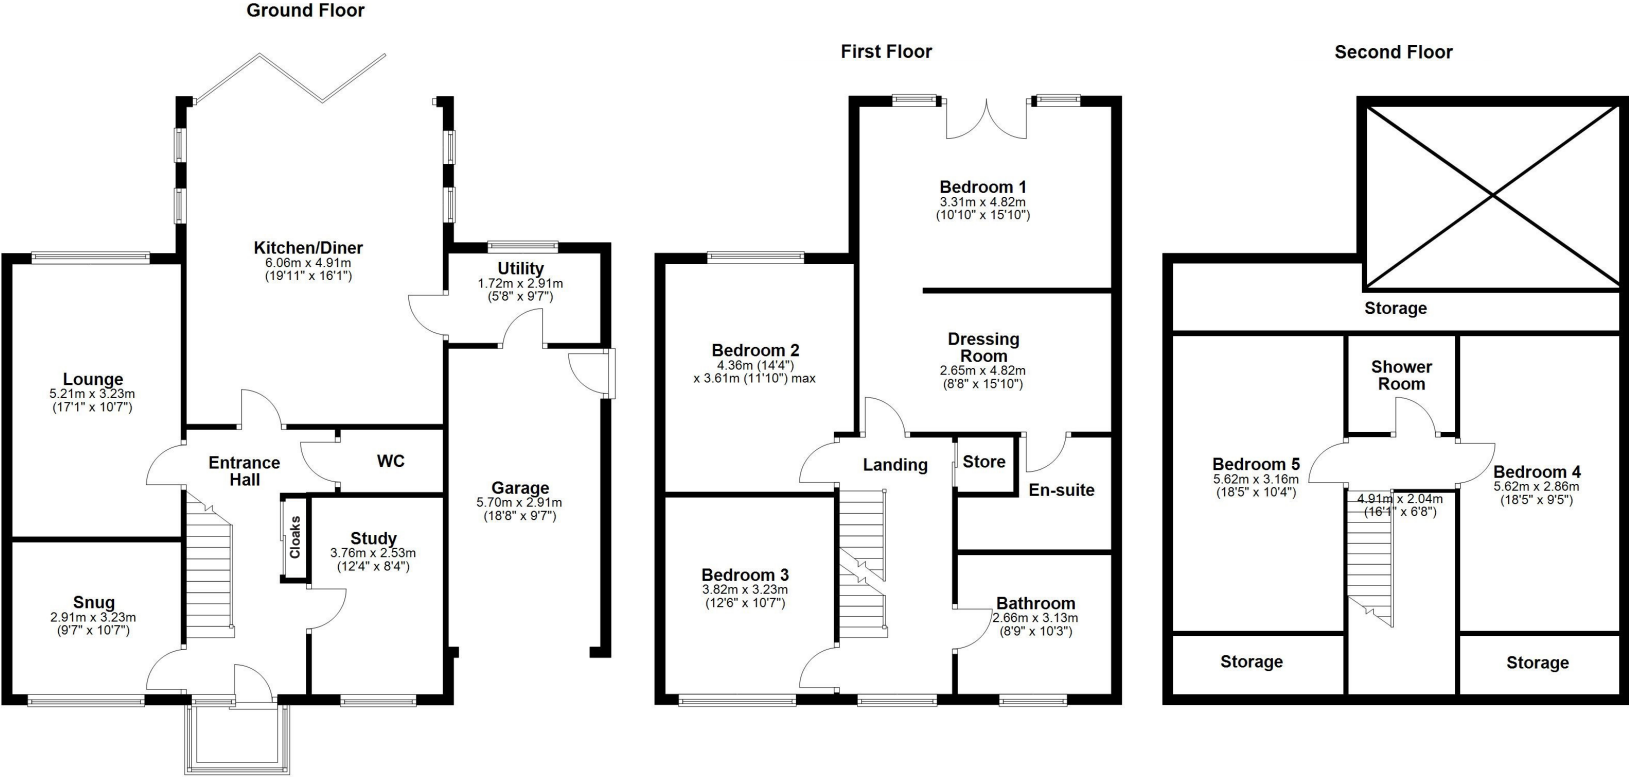 Ground Floor
Kitchen/Diner
6.06m x 4.91m
(19'11" x 16'1")
Utility
1.72m x 2.91m
(5'8" x 9'7")
Lounge
5.21m x 3.23m
(17'1" x 10'7")
Entrance
Hall
WC
Garage
5.70m x 2.91m
(18'8" x 9'7")
Cloaks
Study
3.76m x 2.53m
(12'4" x 8'4")
Snug
2.91m x 3.23m
(9'7" x 10'7")
First Floor
Bedroom 1
3.31m x 4.82m
(10'10" x 15'10")
Bedroom 2
4.36m (14'4")
x 3.61m (11'10") max
Dressing
Room
2.65m x 4.82m
(8'8" x 15'10")
Landing
Store
En-suite
Bedroom 3
3.82m x 3.23m
(12'6" x 10'7")
Bathroom
2.66m x 3.13m
(8'9" x 10'3")
Second Floor
Storage
Shower
Room
Bedroom 5
5.62m x 3.16m
(18'5" x 10'4")
4.91m x 2.04m
(16'1" x 6'8")
Bedroom 4
5.62m x 2.86m
(18'5" x 9'5")
Storage
Storage